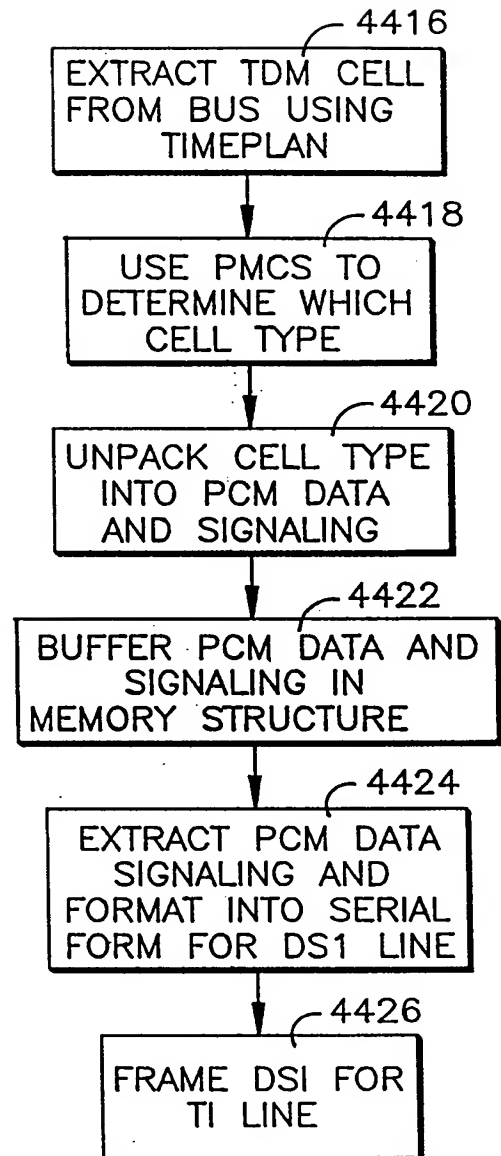 4416
EXTRACT TDM CELL
FROM BUS USING
TIMEPLAN
4418
USE PMCS TO
DETERMINE WHICH
CELL TYPE
4420
UNPACK CELL TYPE
INTO PCM DATA
AND SIGNALING
4422
BUFFER PCM DATA AND
SIGNALING IN
MEMORY STRUCTURE
4424
EXTRACT PCM DATA
SIGNALING AND
FORMAT INTO SERIAL
FORM FOR DS1 LINE
4426
FRAME DSI FOR
TI LINE